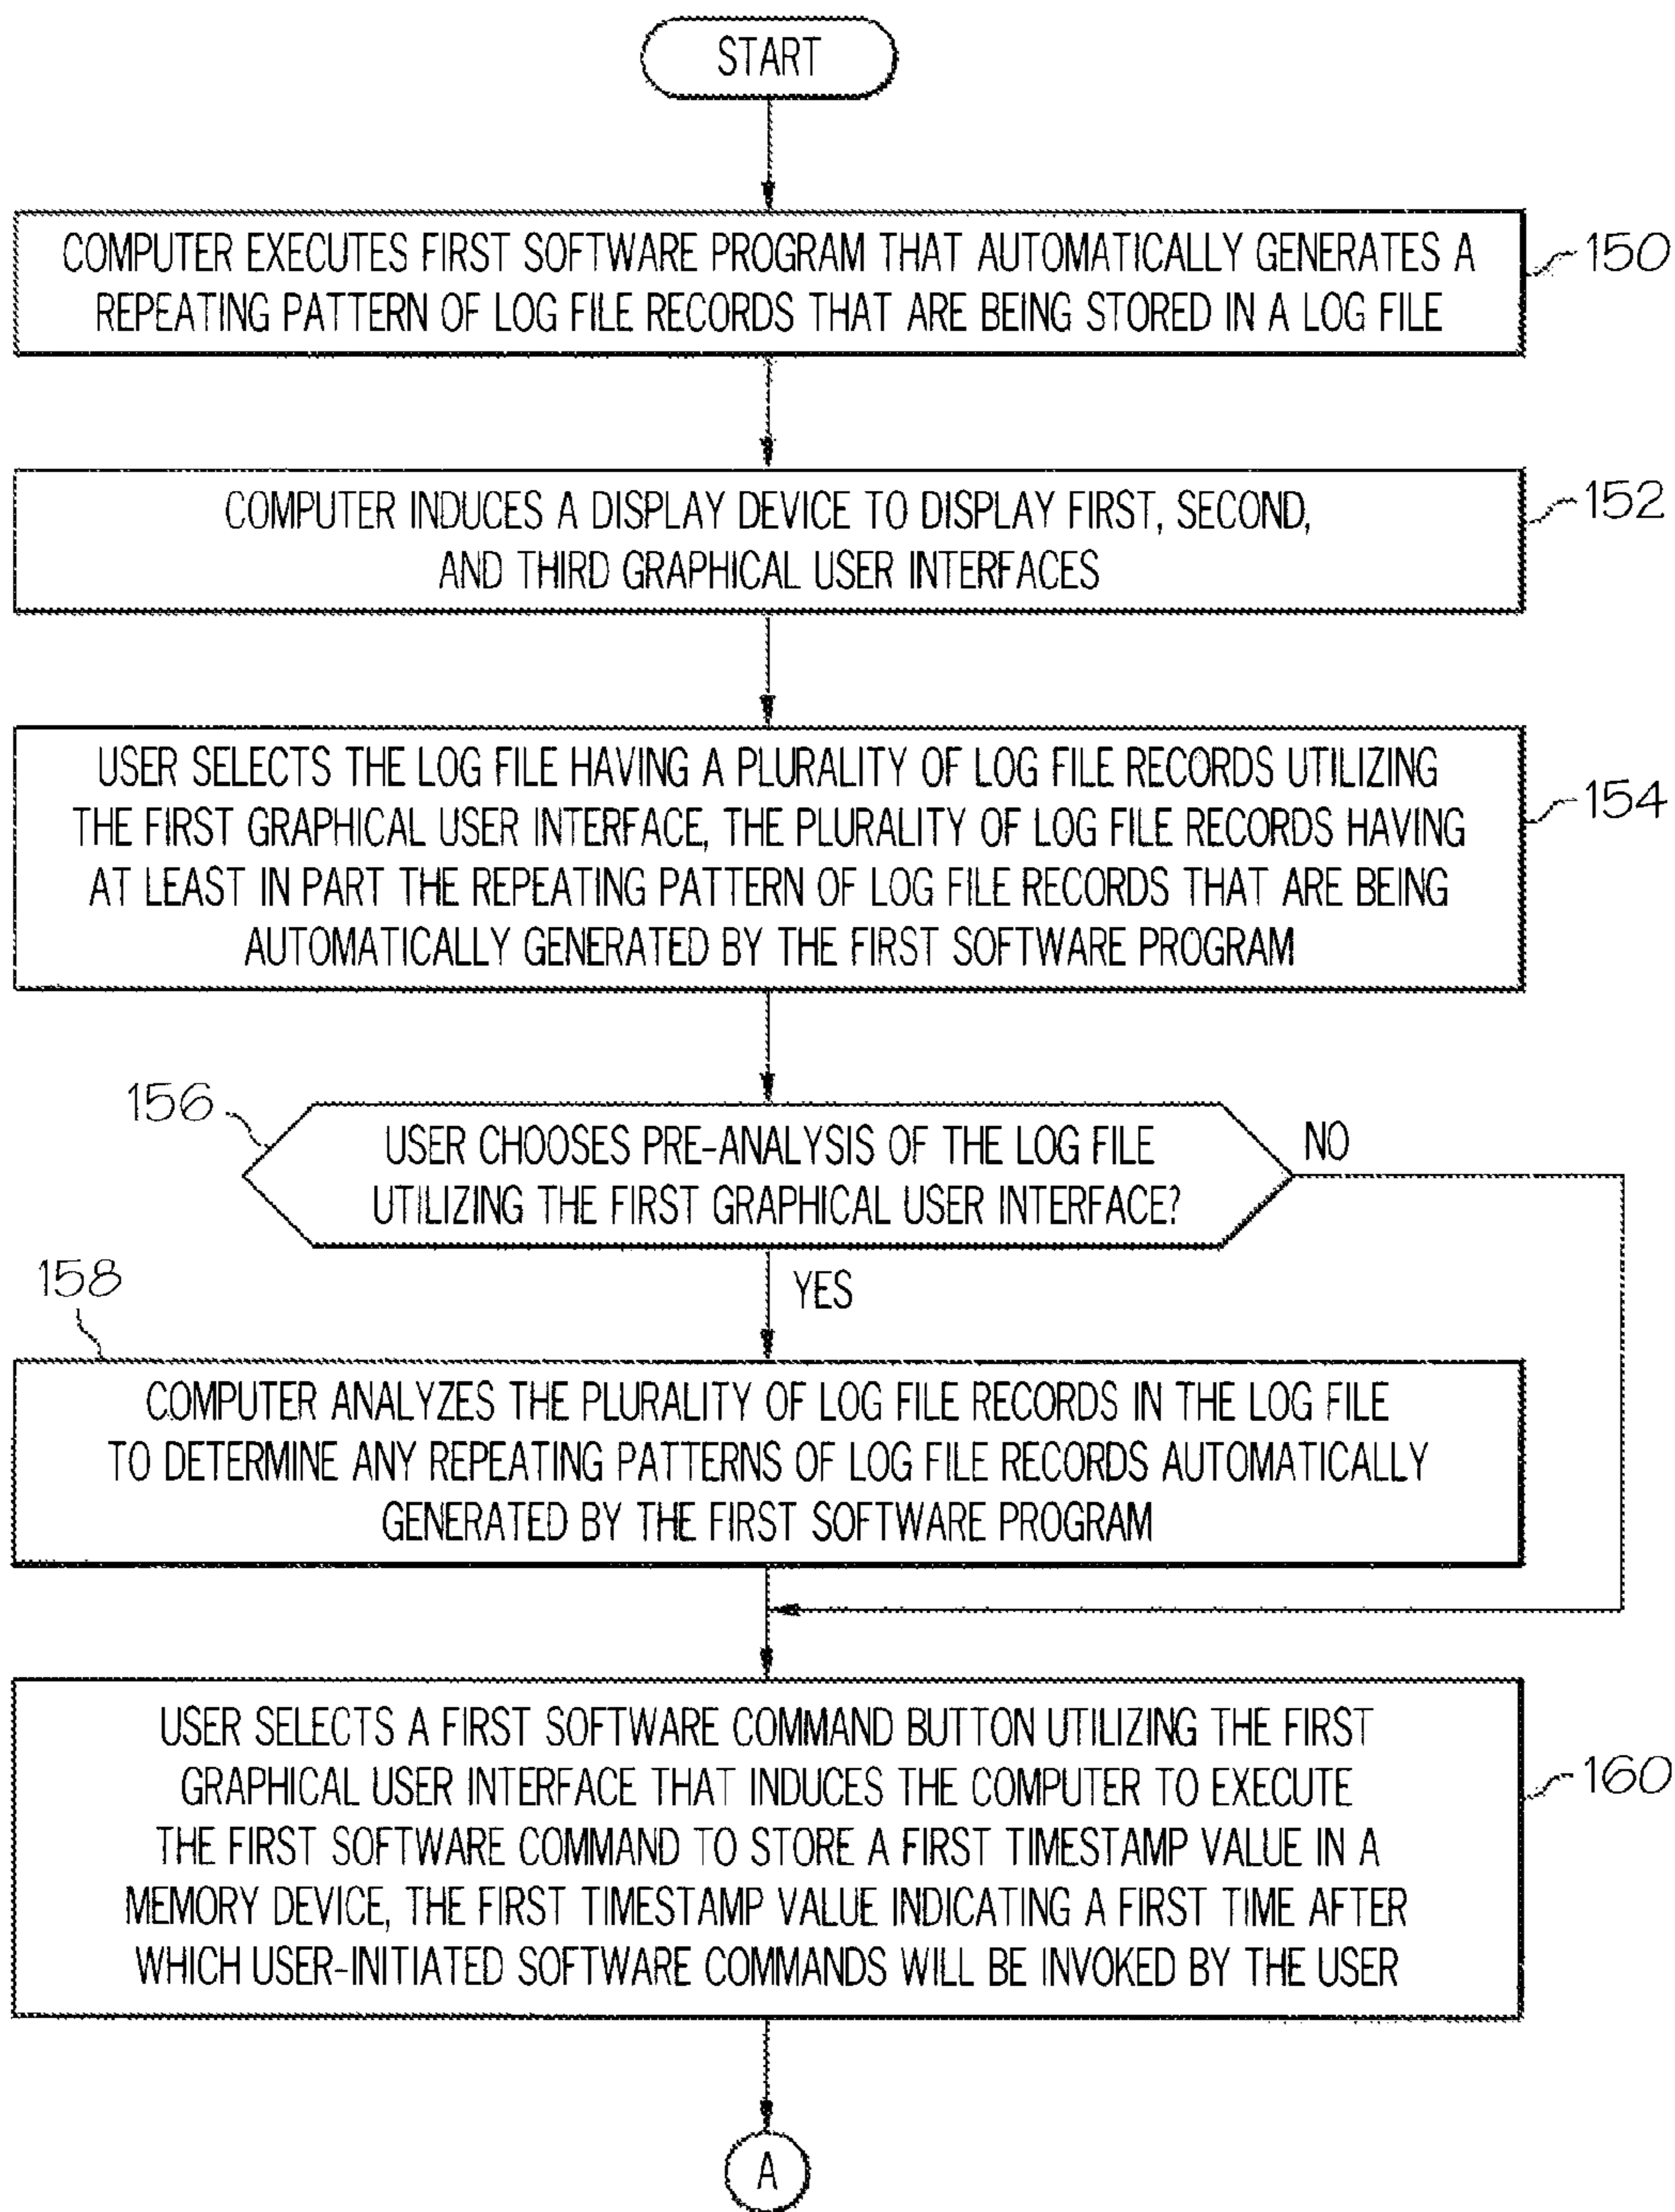 START
COMPUTER EXECUTES FIRST SOFTWARE PROGRAM THAT AUTOMATICALLY GENERATES A
REPEATING PATTERN OF LOG FILE RECORDS THAT ARE BEING STORED IN A LOG FILE
150
COMPUTER INDUCES A DISPLAY DEVICE TO DISPLAY FIRST, SECOND,
AND THIRD GRAPHICAL USER INTERFACES
152
USER SELECTS THE LOG FILE HAVING A PLURALITY OF LOG FILE RECORDS UTILIZING
THE FIRST GRAPHICAL USER INTERFACE, THE PLURALITY OF LOG FILE RECORDS HAVING
AT LEAST IN PART THE REPEATING PATTERN OF LOG FILE RECORDS THAT ARE BEING
AUTOMATICALLY GENERATED BY THE FIRST SOFTWARE PROGRAM
154
156
USER CHOOSES PRE-ANALYSIS OF THE LOG FILE
UTILIZING THE FIRST GRAPHICAL USER INTERFACE?
NO
YES
158
COMPUTER ANALYZES THE PLURALITY OF LOG FILE RECORDS IN THE LOG FILE
TO DETERMINE ANY REPEATING PATTERNS OF LOG FILE RECORDS AUTOMATICALLY
GENERATED BY THE FIRST SOFTWARE PROGRAM
USER SELECTS A FIRST SOFTWARE COMMAND BUTTON UTILIZING THE FIRST
GRAPHICAL USER INTERFACE THAT INDUCES THE COMPUTER TO EXECUTE
THE FIRST SOFTWARE COMMAND TO STORE A FIRST TIMESTAMP VALUE IN A
MEMORY DEVICE, THE FIRST TIMESTAMP VALUE INDICATING A FIRST TIME AFTER
WHICH USER-INITIATED SOFTWARE COMMANDS WILL BE INVOKED BY THE USER
160
A